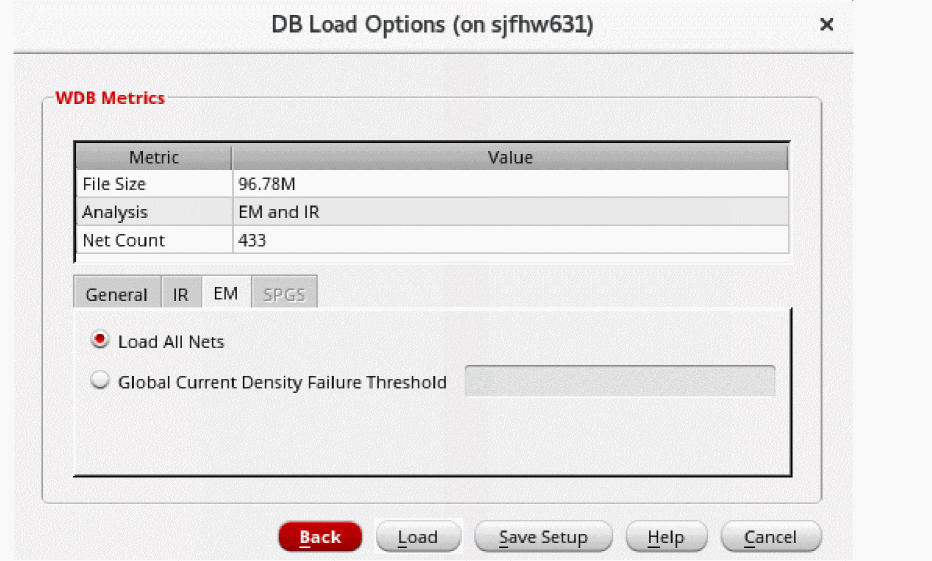 DB Load Options (on sjfhw631)
×
WDB Metrics
Metric Value
File Size 96.78M
Analysis EM and IR
Net Count 433
General IR EM SPGS
Load All Nets
Global Current Density Failure Threshold
Back Load Save Setup Help Cancel